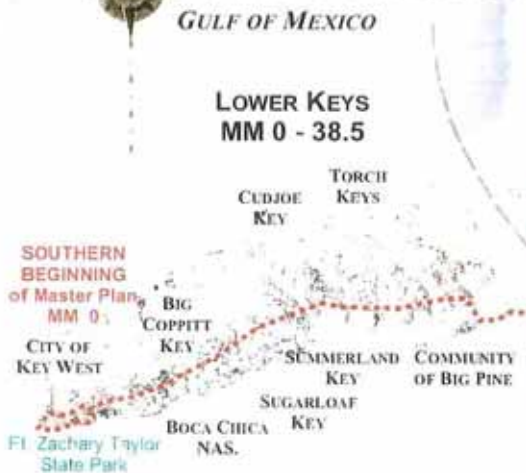 GULF OF MEXICO
LOWER KEYS
MM 0 - 38.5
TORCH
KEYS
CUDJOE
KEY
SOUTHERN
BEGINNING
of Master Plan
MM 0
BIG
COPPITT
KEY
CITY OF
KEY WEST
SUMMERLAND
KEY
COMMUNITY
OF BIG PINE
SUGARLOAF
KEY
BOCA CHICA
NAS.
Ft. Zachary Taylor
State Park